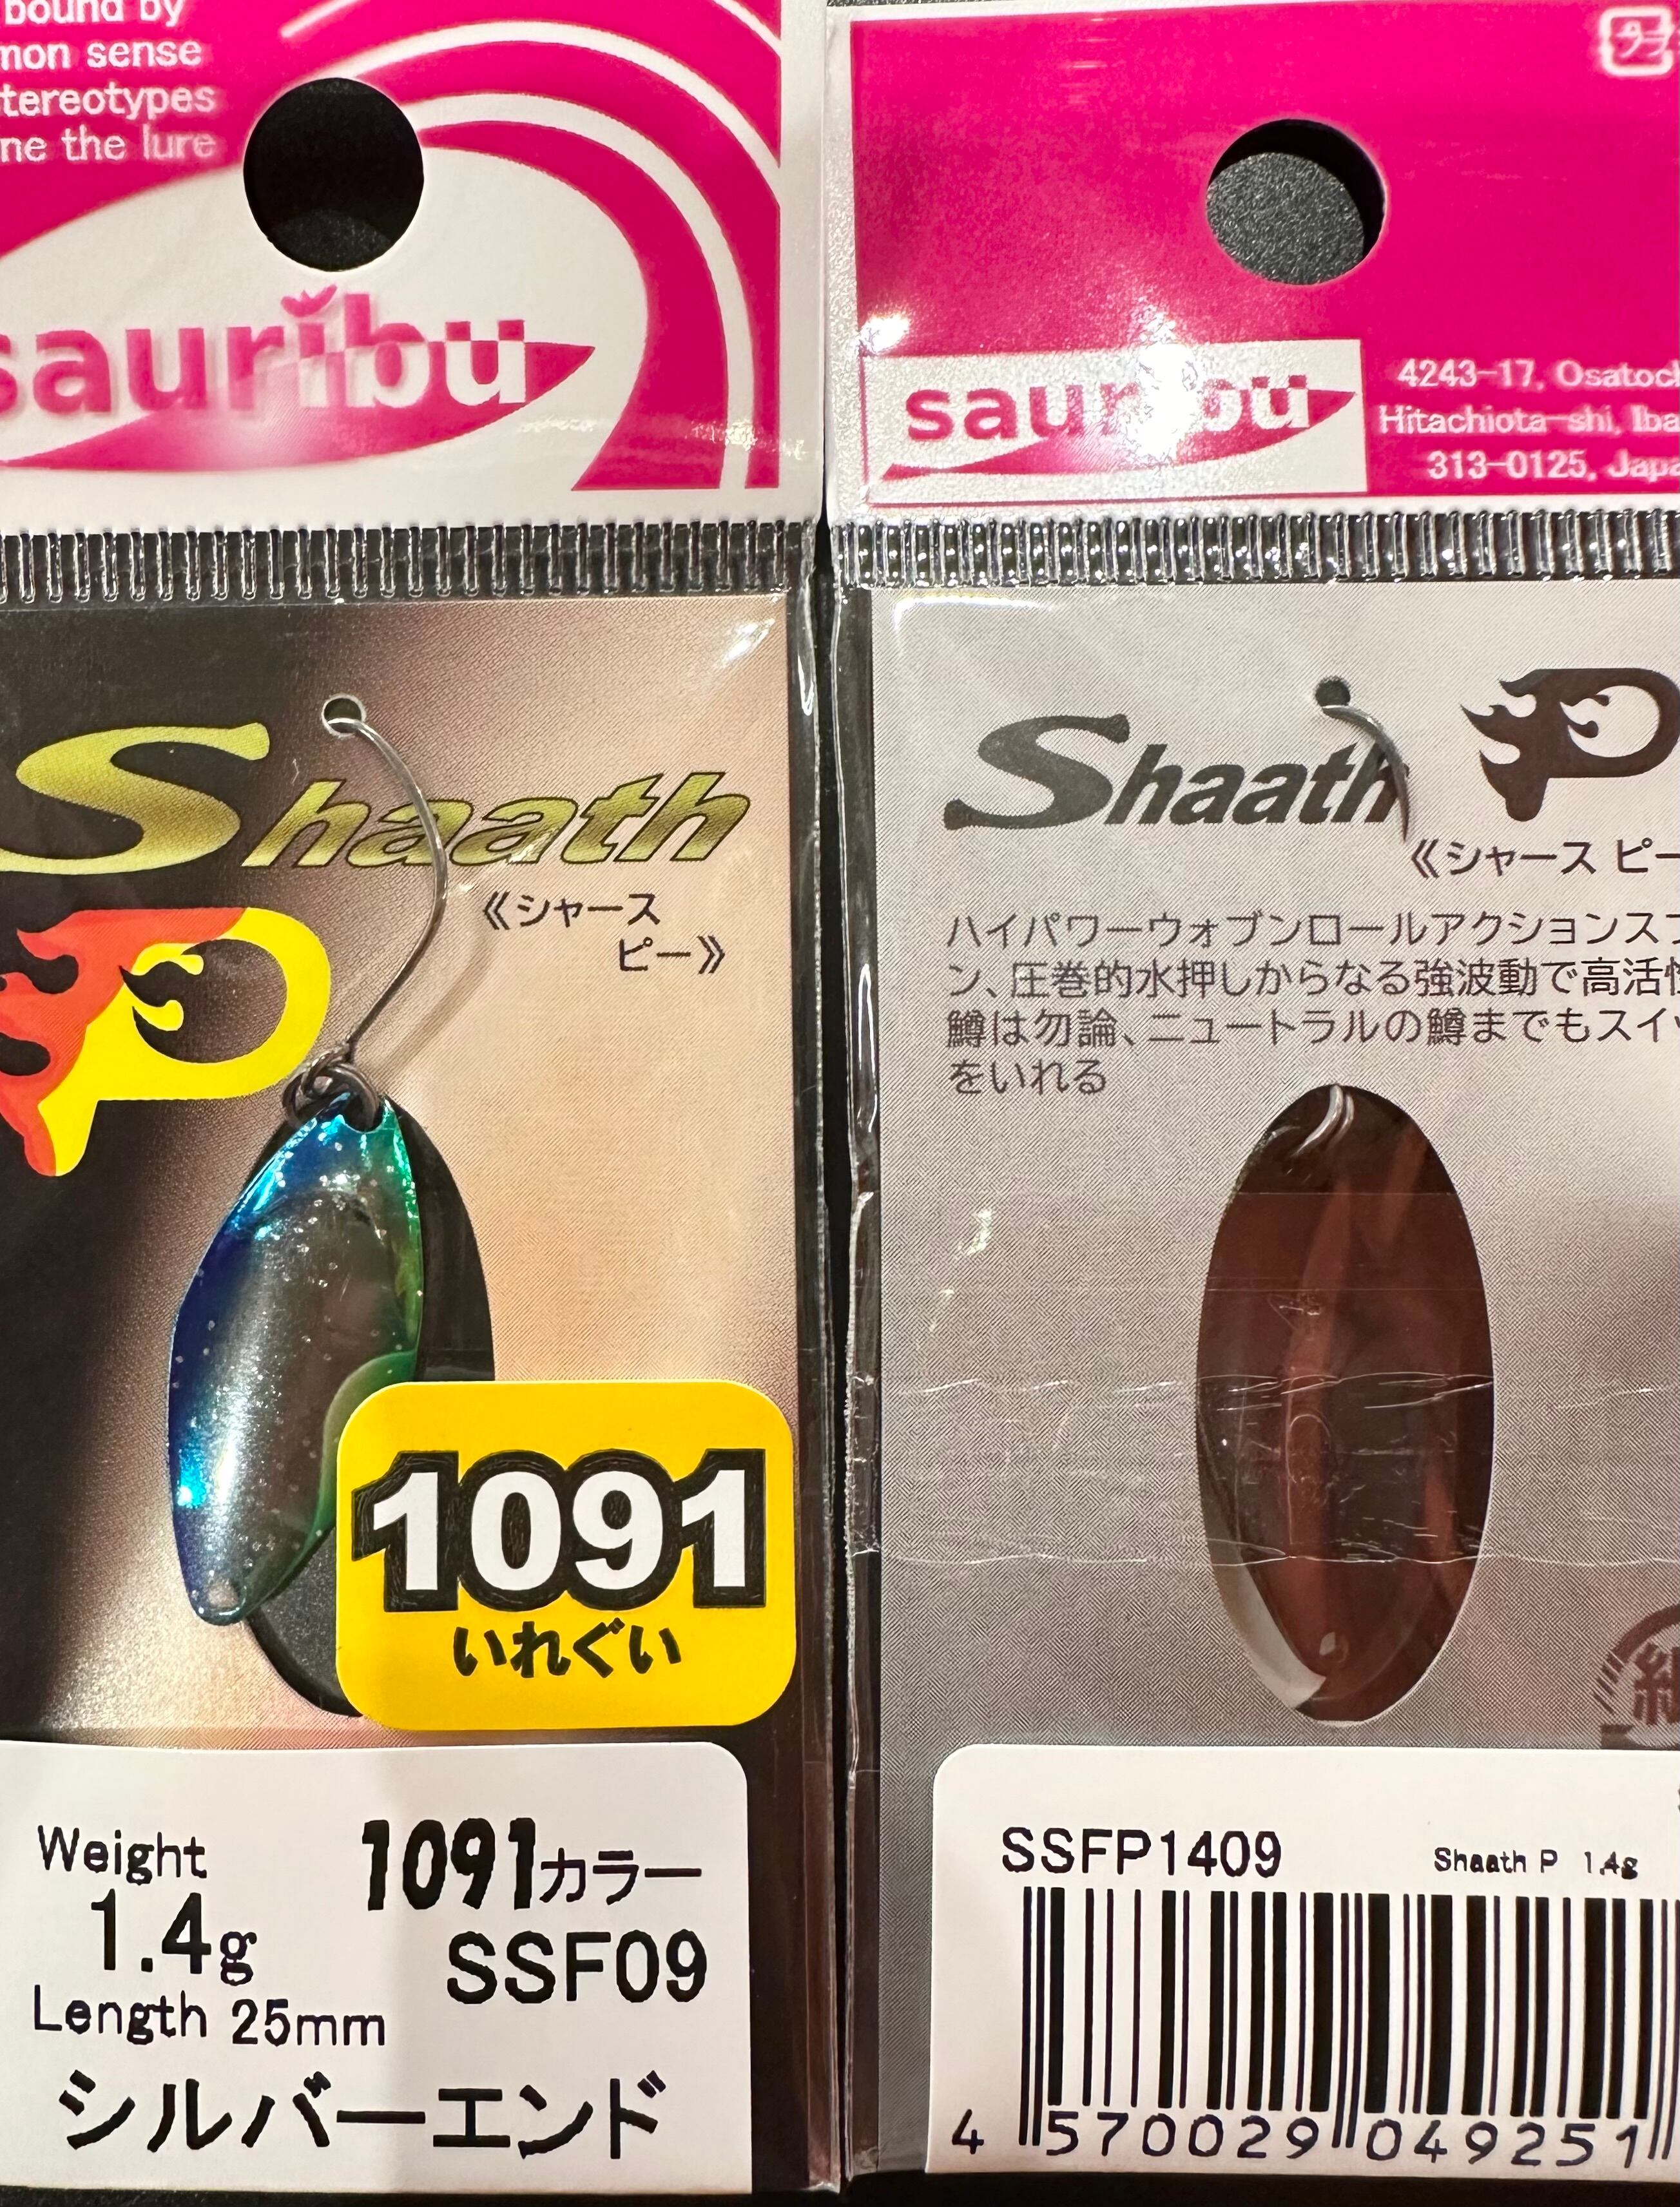 bound by
mon sense
tereotypes
ne the lure
sauribu
Shaath
P
《シャース
ピー》
1091
いれぐい
Weight
1.4g
Length 25mm
1091カラー
SSF09
シルバーエンド
プラ
sauribu
4243-17, Osatoc
Hitachiota-shi, Iba
313-0125, Japa
Shaath P
《シャース ピー
ハイパワーウォブンロールアクションスプ
ン、圧巻的水押しからなる強波動で高活性
鱒は勿論、ニュートラルの鱒までもスイッ
をいれる
SSFP1409
Shaath P 1.4g
4 570029 049251